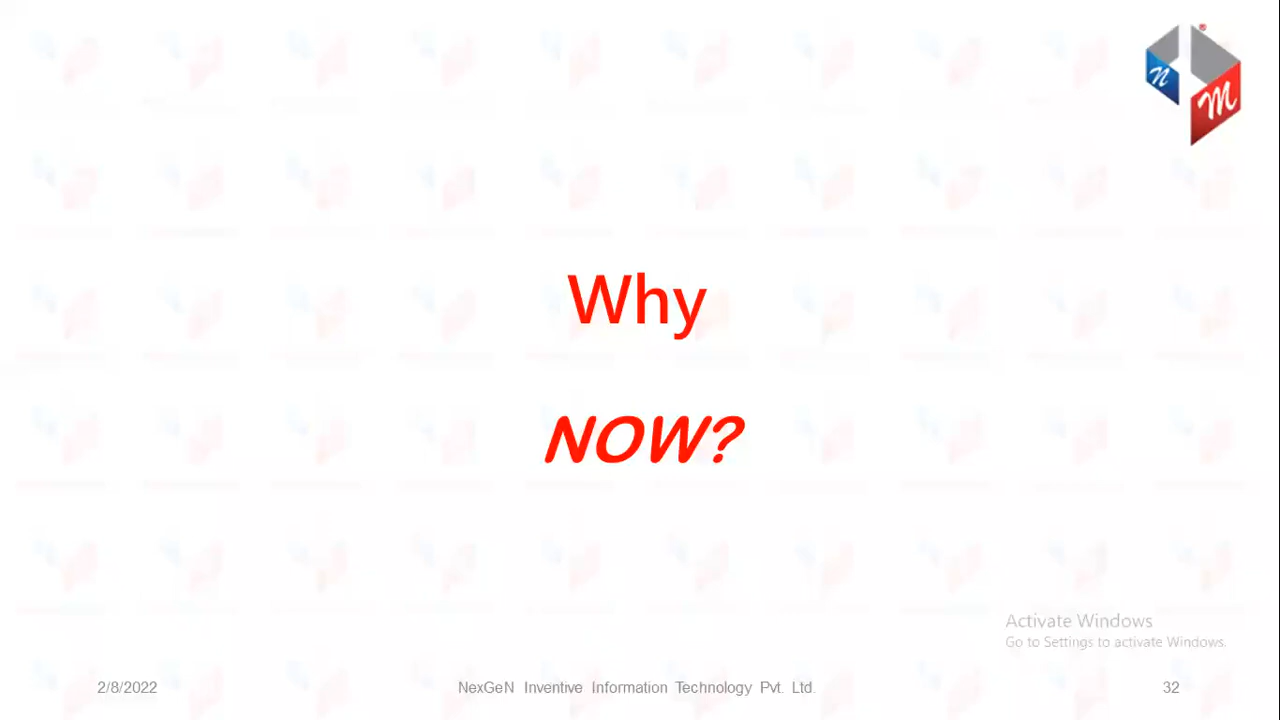 n
M
Why
NOW?
Activate Windows
Go to Settings to activate Windows.
2/8/2022
NexGeN Inventive Information Technology Pvt. Ltd.
32